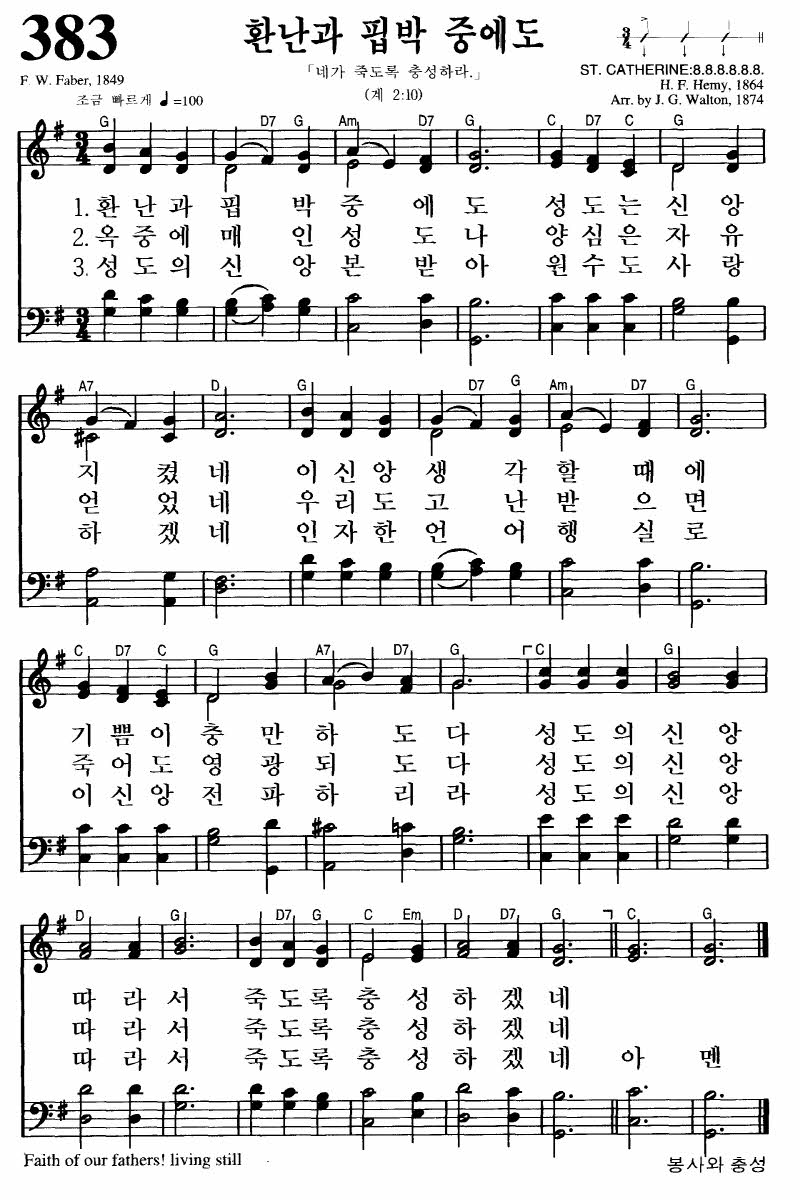 383
환난과 핍박 중에도
F. W. Faber, 1849
「네가 죽도록 충성하라.」
ST. CATHERINE:8.8.8.8.8.8.
조금 빠르게 ♩=100
(계 2:10)
H. F. Hemy, 1864
Arr. by J. G. Walton, 1874
G D7 G Am D7 G C D7 C G
3/4
1. 환 난 과 핍 박 중 에 도 성 도 는 신 앙
2. 옥 중 에 매 인 성 도 나 양 심 은 자 유
3. 성 도 의 신 앙 본 받 아 원 수 도 사 랑
3/4
A7 D G D7 G Am D7 G
지 켰 네 이 신 앙 생 각 할 때 에
얻 었 네 우 리 도 고 난 받 으 면
하 겠 네 인 자 한 언 어 행 실 로
C D7 C G A7 D7 G C G
기 쁨 이 충 만 하 도 다 성 도 의 신 앙
죽 어 도 영 광 되 도 다 성 도 의 신 앙
이 신 앙 전 파 하 리 라 성 도 의 신 앙
D G D7 G C Em D D7 G C G
따 라 서 죽 도 록 충 성 하 겠 네
따 라 서 죽 도 록 충 성 하 겠 네
따 라 서 죽 도 록 충 성 하 겠 네 아 멘
Faith of our fathers! living still
봉사와 충성